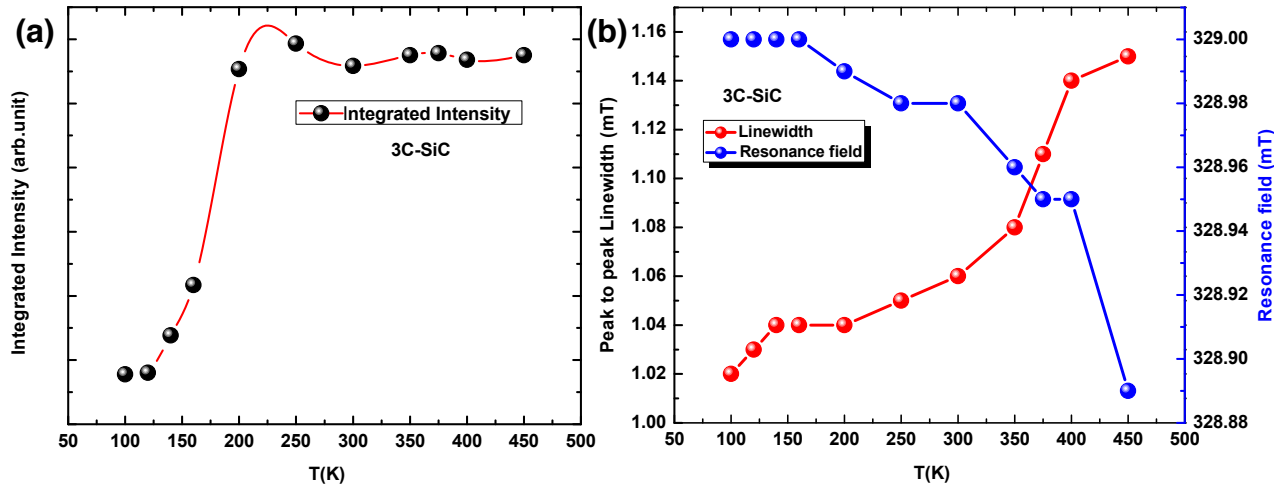 (a)
Integrated Intensity (arb.unit)
Integrated Intensity
3C-SiC
50 100 150 200 250 300 350 400 450 500
T(K)
(b)
Peak to peak Linewidth (mT)
1.16
1.14
1.12
1.10
1.08
1.06
1.04
1.02
1.00
3C-SiC
Linewidth
Resonance field
50 100 150 200 250 300 350 400 450 500
T(K)
329.00
328.98
328.96
328.94
328.92
328.90
328.88
Resonance field (mT)